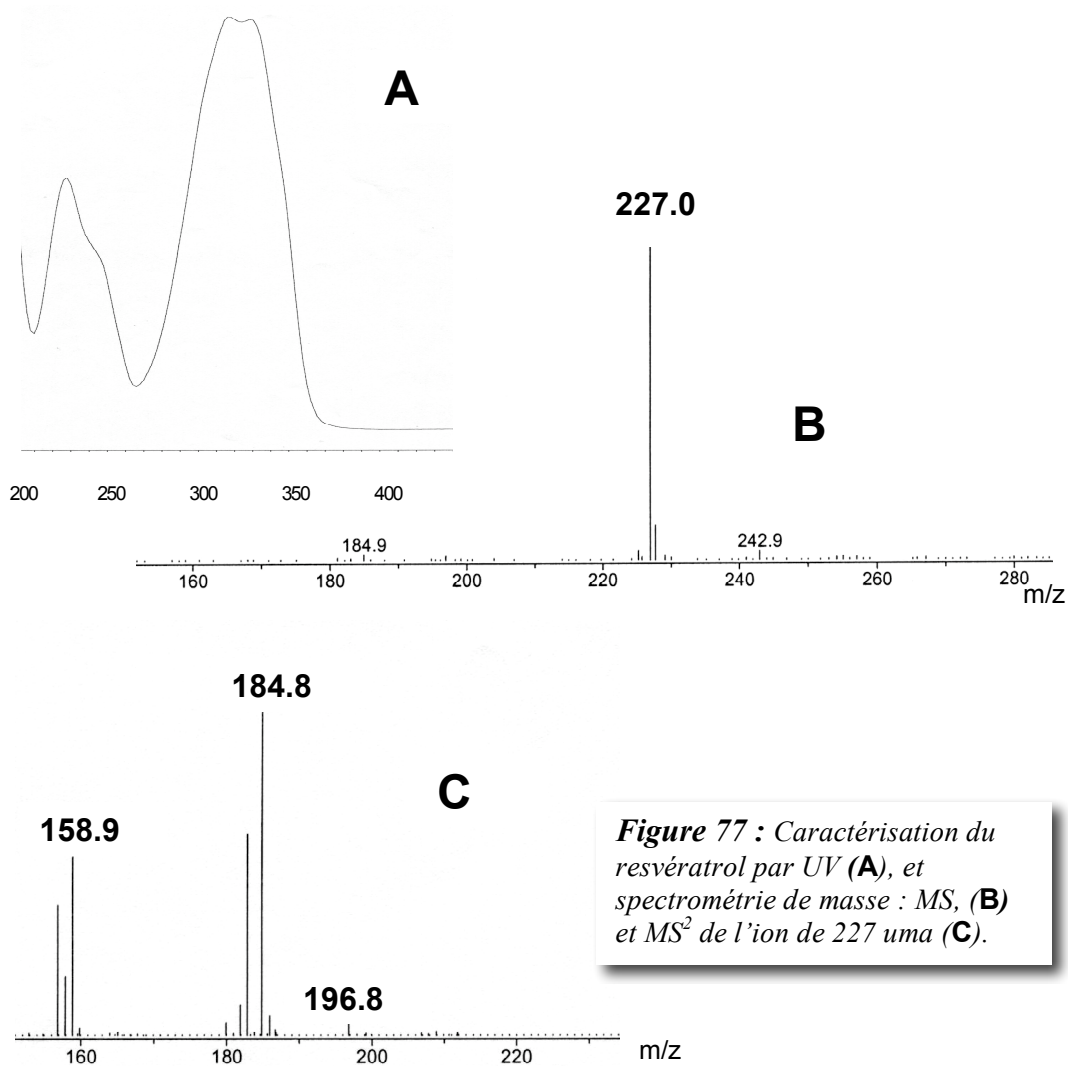 A
227.0
B
200 250 300 350 400
184.9
242.9
160 180 200 220 240 260 280
m/z
184.8
C
158.9
196.8
160 180 200 220
m/z
Figure 77 : Caractérisation du
resvératrol par UV (A), et
spectrométrie de masse : MS, (B)
et MS² de l’ion de 227 uma (C).